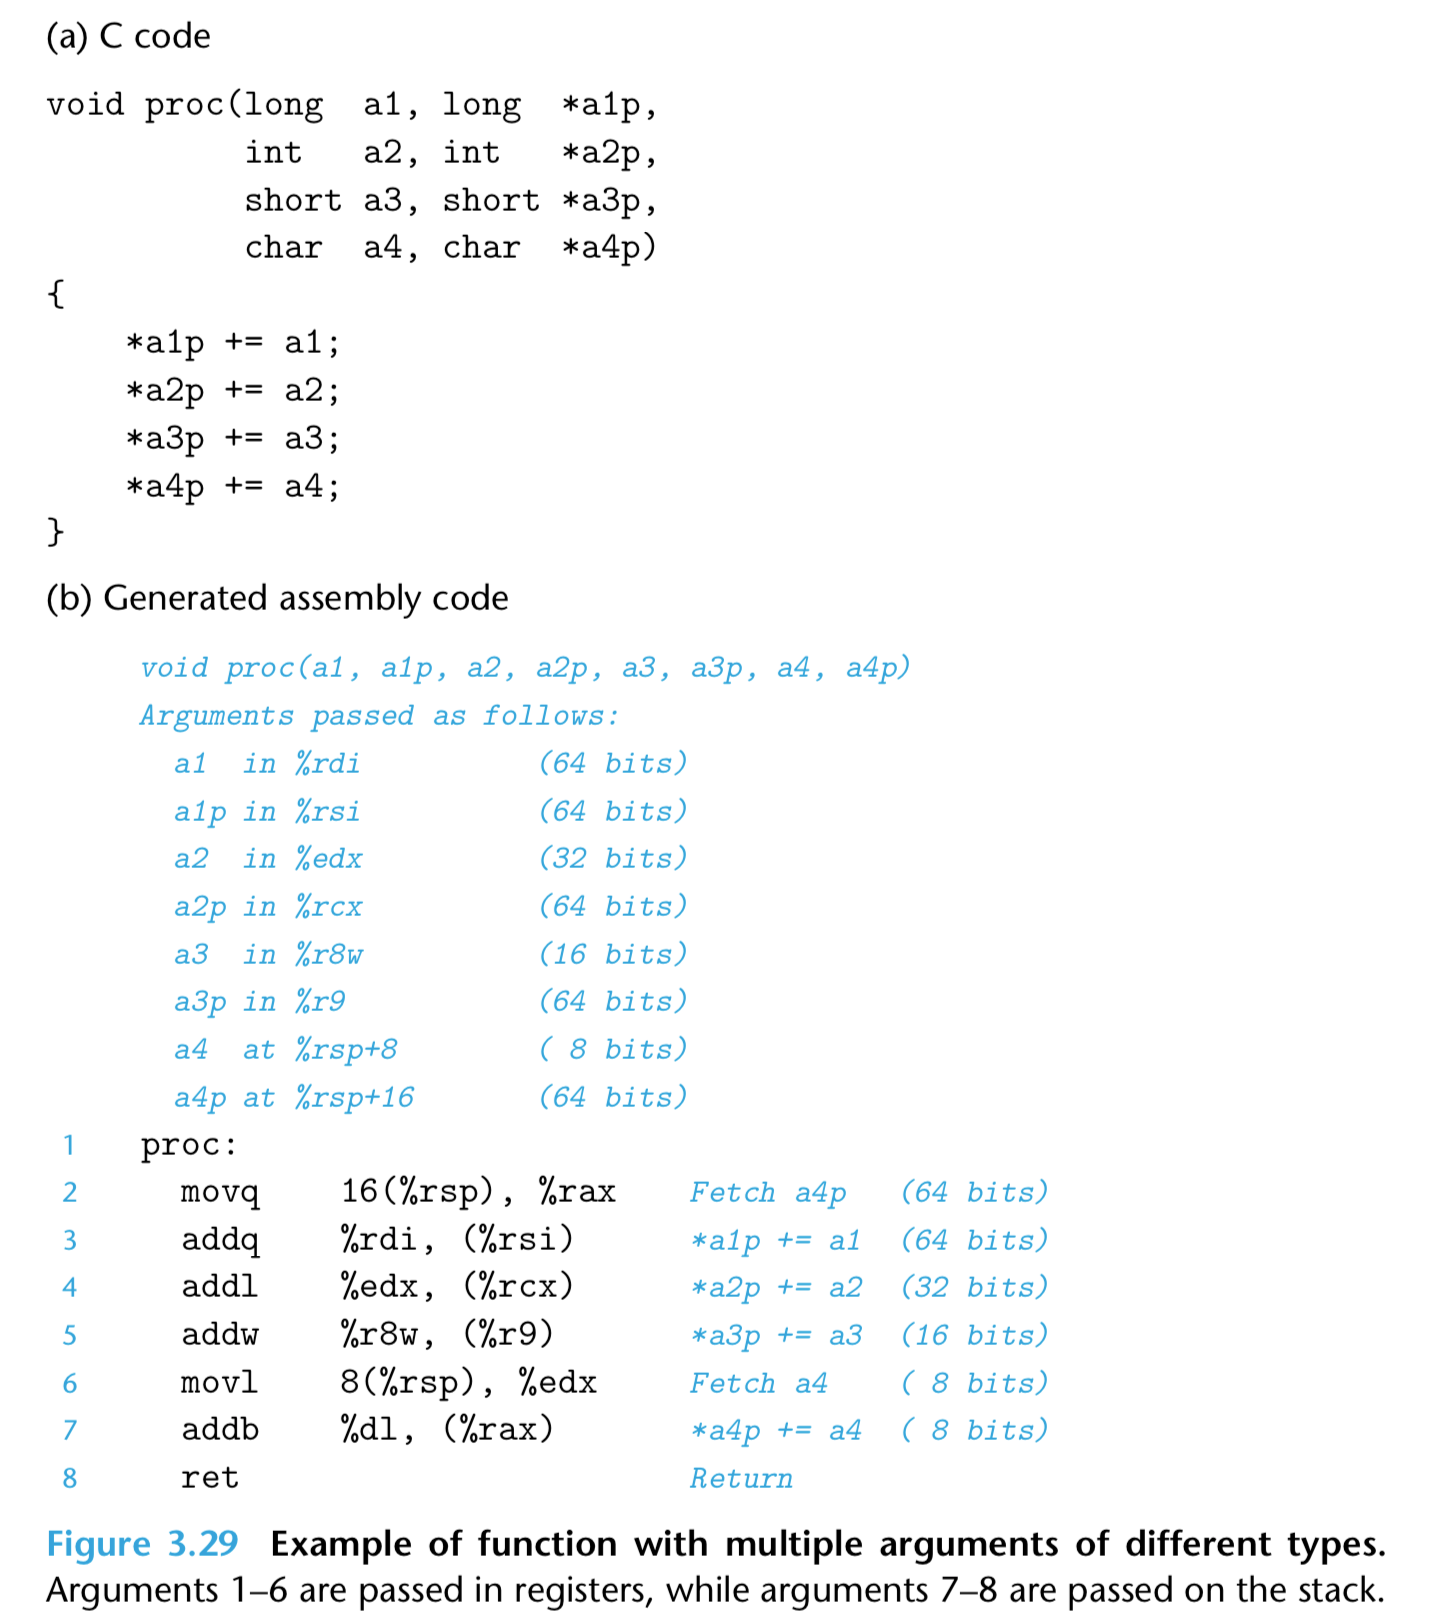 (a) C code
void proc(long  a1, long  *a1p,
          int   a2, int   *a2p,
          short a3, short *a3p,
          char  a4, char  *a4p)
{
    *a1p += a1;
    *a2p += a2;
    *a3p += a3;
    *a4p += a4;
}
(b) Generated assembly code
void proc(a1, a1p, a2, a2p, a3, a3p, a4, a4p)
Arguments passed as follows:
  a1  in %rdi          (64 bits)
  a1p in %rsi          (64 bits)
  a2  in %edx          (32 bits)
  a2p in %rcx          (64 bits)
  a3  in %r8w          (16 bits)
  a3p in %r9           (64 bits)
  a4  at %rsp+8        ( 8 bits)
  a4p at %rsp+16       (64 bits)
1 proc:
2   movq    16(%rsp), %rax    Fetch a4p   (64 bits)
3   addq    %rdi, (%rsi)      *a1p += a1  (64 bits)
4   addl    %edx, (%rcx)      *a2p += a2  (32 bits)
5   addw    %r8w, (%r9)       *a3p += a3  (16 bits)
6   movl    8(%rsp), %edx     Fetch a4    ( 8 bits)
7   addb    %dl, (%rax)       *a4p += a4  ( 8 bits)
8   ret                       Return
Figure 3.29 Example of function with multiple arguments of different types.
Arguments 1–6 are passed in registers, while arguments 7–8 are passed on the stack.